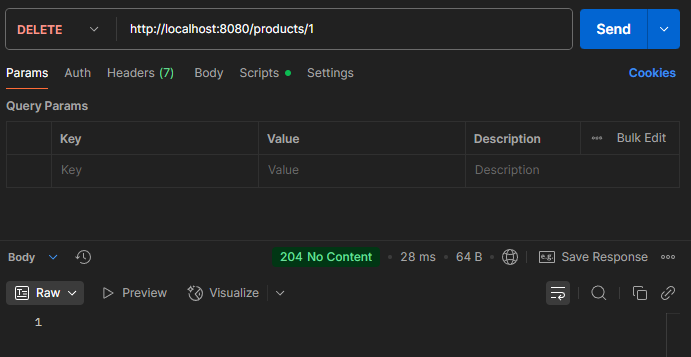 DELETE http://localhost:8080/products/1 Send
Params Auth Headers (7) Body Scripts Settings Cookies
Query Params
Key Value Description Bulk Edit
Key Value Description
Body 204 No Content 28 ms 64 B e.g. Save Response
Raw Preview Visualize
1